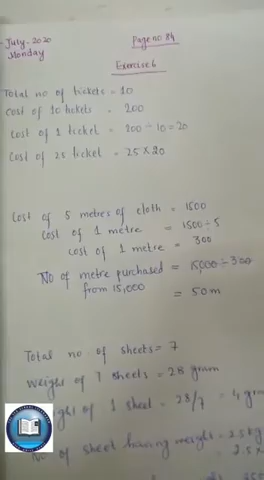 July-2020
Monday
Page no 84
Exercise 6
Total no of tickets = 10
Cost of 10 tickets = 200
Cost of 1 ticket = 200 ÷ 10 = 20
Cost of 25 ticket = 25 × 20
Cost of 5 metres of cloth = 1500
Cost of 1 metre = 1500 ÷ 5
Cost of 1 metre = 300
No of metre purchased = 15000 ÷ 300
from 15,000 = 50 m
Total no. of sheets = 7
Weight of 7 sheets = 28 gram
of 1 sheet = 28/7 = 4
of sheet having weight = 2.5 kg
= 2.5 ×